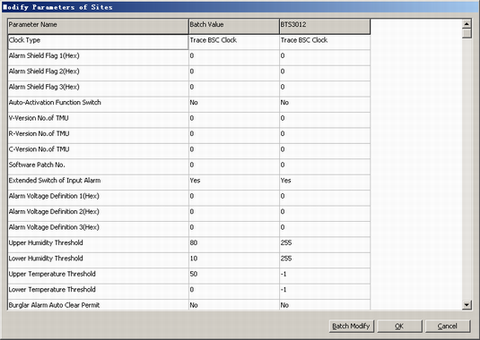 Modify Parameters of Sites
Parameter Name Batch Value BTS3012
Clock Type Trace BSC Clock Trace BSC Clock
Alarm Shield Flag 1(Hex) 0 0
Alarm Shield Flag 2(Hex) 0 0
Alarm Shield Flag 3(Hex) 0 0
Auto-Activation Function Switch No No
V-Version No.of TMU 0 0
R-Version No.of TMU 0 0
C-Version No.of TMU 0 0
Software Patch No. 0 0
Extended Switch of Input Alarm Yes Yes
Alarm Voltage Definition 1(Hex) 0 0
Alarm Voltage Definition 2(Hex) 0 0
Alarm Voltage Definition 3(Hex) 0 0
Upper Humidity Threshold 80 255
Lower Humidity Threshold 10 255
Upper Temperature Threshold 50 -1
Lower Temperature Threshold 0 -1
Burglar Alarm Auto Clear Permit No No
Batch Modify OK Cancel